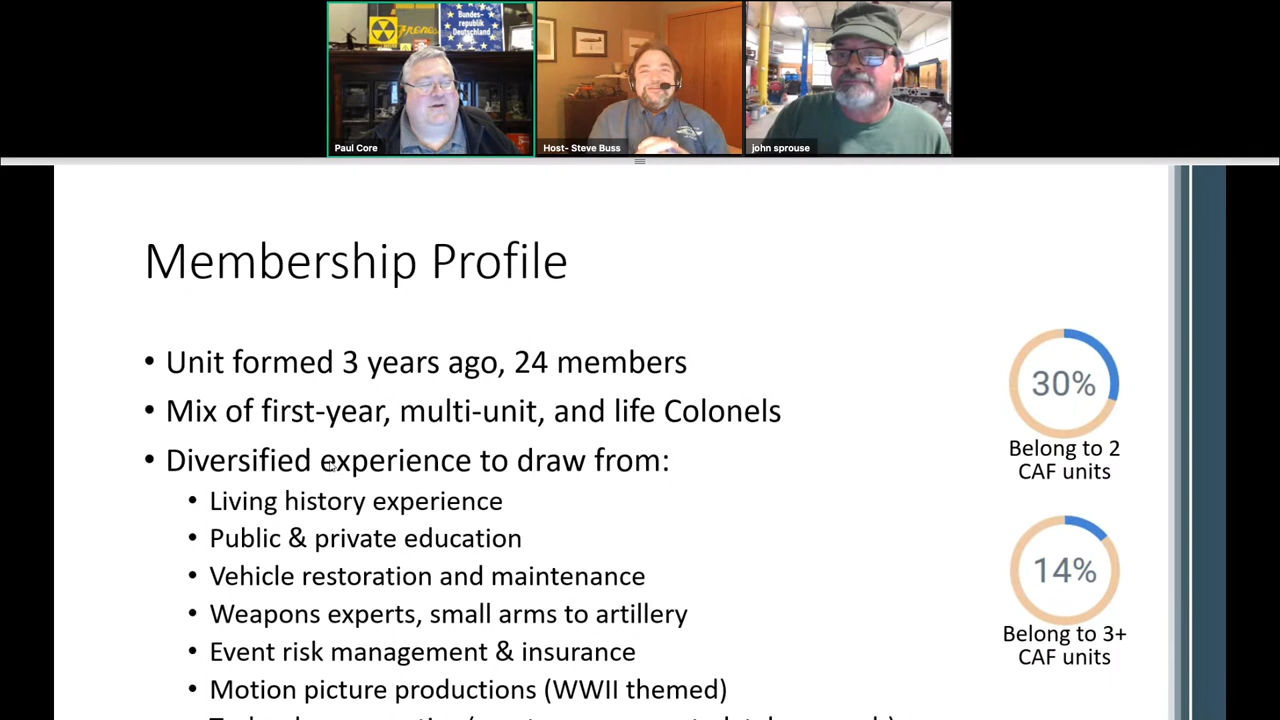 Bundes-
republik
Deutschland
Paul Core
Host- Steve Buss
john sprouse
Membership Profile
• Unit formed 3 years ago, 24 members
• Mix of first-year, multi-unit, and life Colonels
• Diversified experience to draw from:
• Living history experience
• Public & private education
• Vehicle restoration and maintenance
• Weapons experts, small arms to artillery
• Event risk management & insurance
• Motion picture productions (WWII themed)
30%
Belong to 2
CAF units
14%
Belong to 3+
CAF units